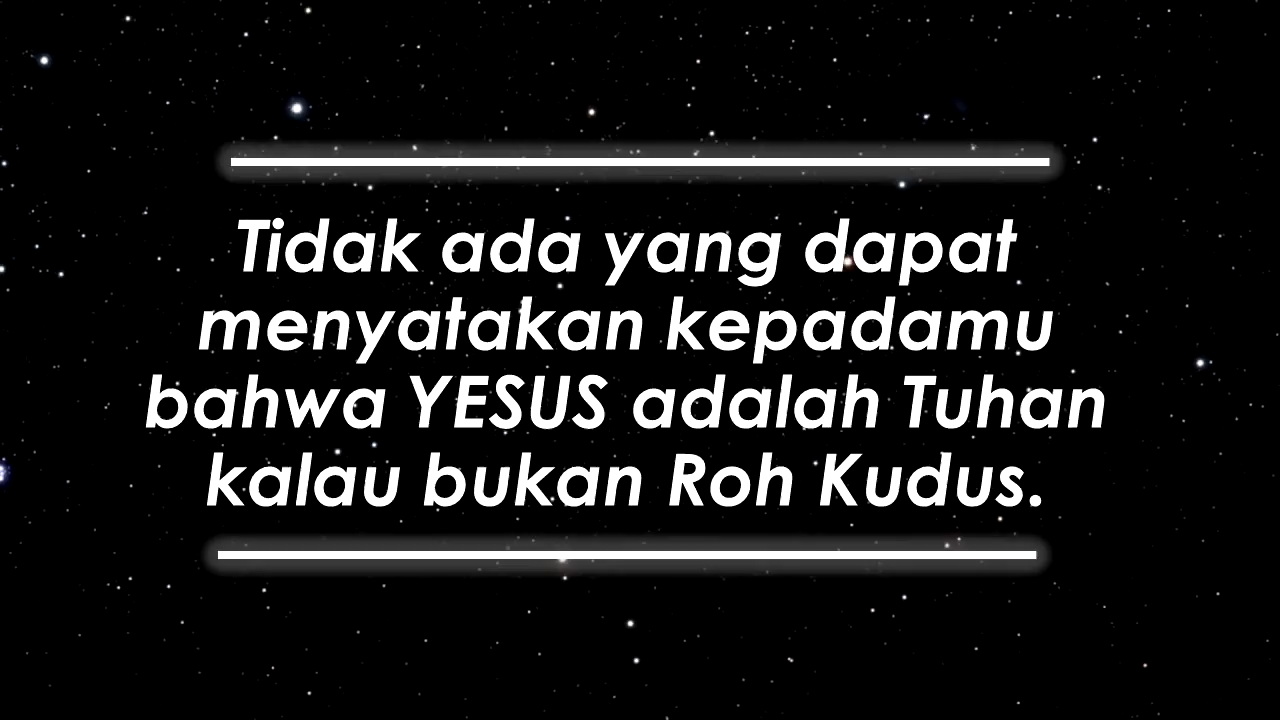 Tidak ada yang dapat
menyatakan kepadamu
bahwa YESUS adalah Tuhan
kalau bukan Roh Kudus.